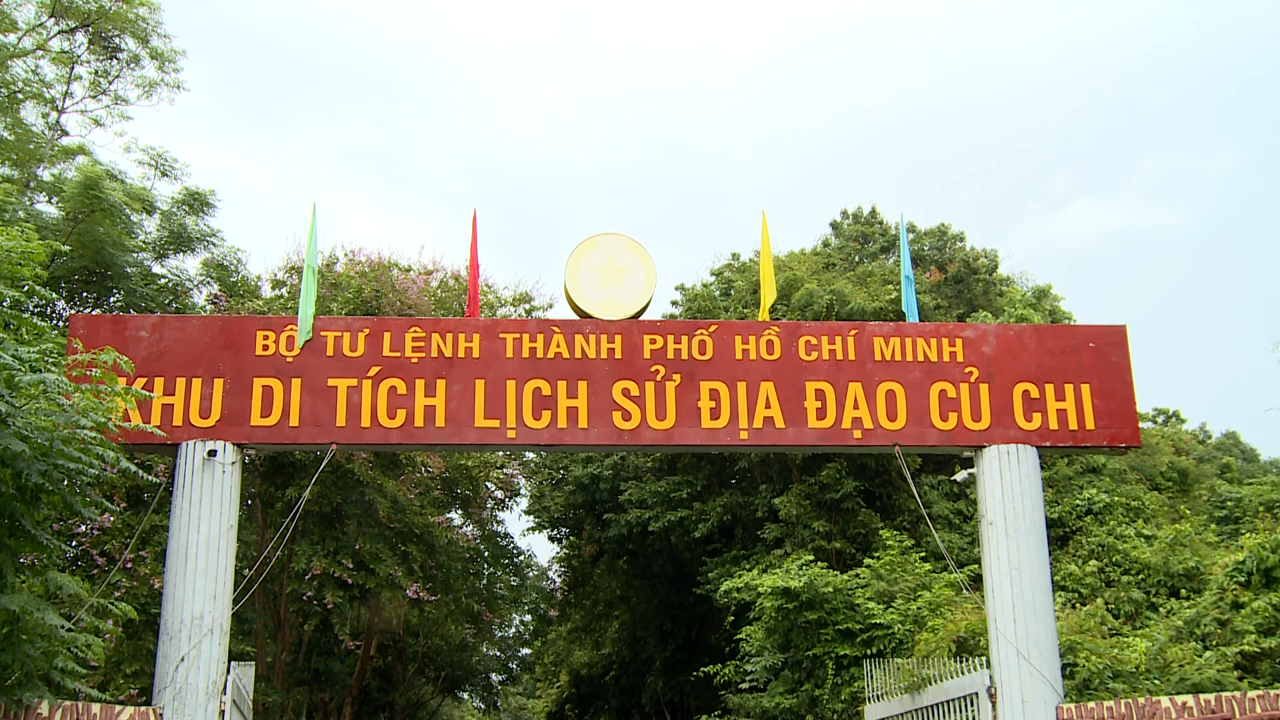 BỘ TƯ LỆNH THÀNH PHỐ HỒ CHÍ MINH
KHU DI TÍCH LỊCH SỬ ĐỊA ĐẠO CỦ CHI